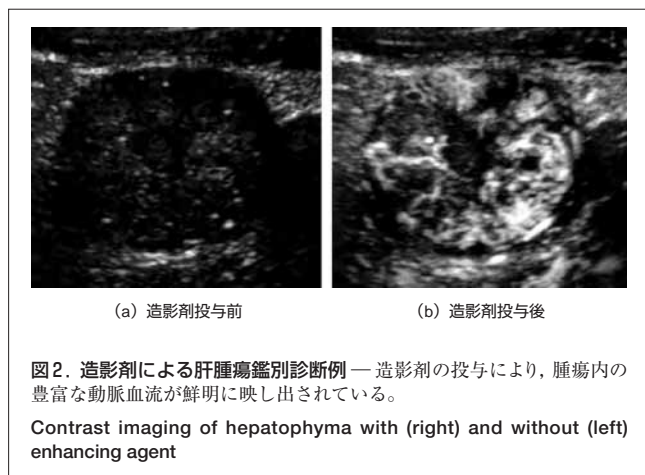 (a) 造影剤投与前
(b) 造影剤投与後
図2. 造影剤による肝腫瘍鑑別診断例 — 造影剤の投与により,腫瘍内の
豊富な動脈血流が鮮明に映し出されている。
Contrast imaging of hepatophyma with (right) and without (left)
enhancing agent